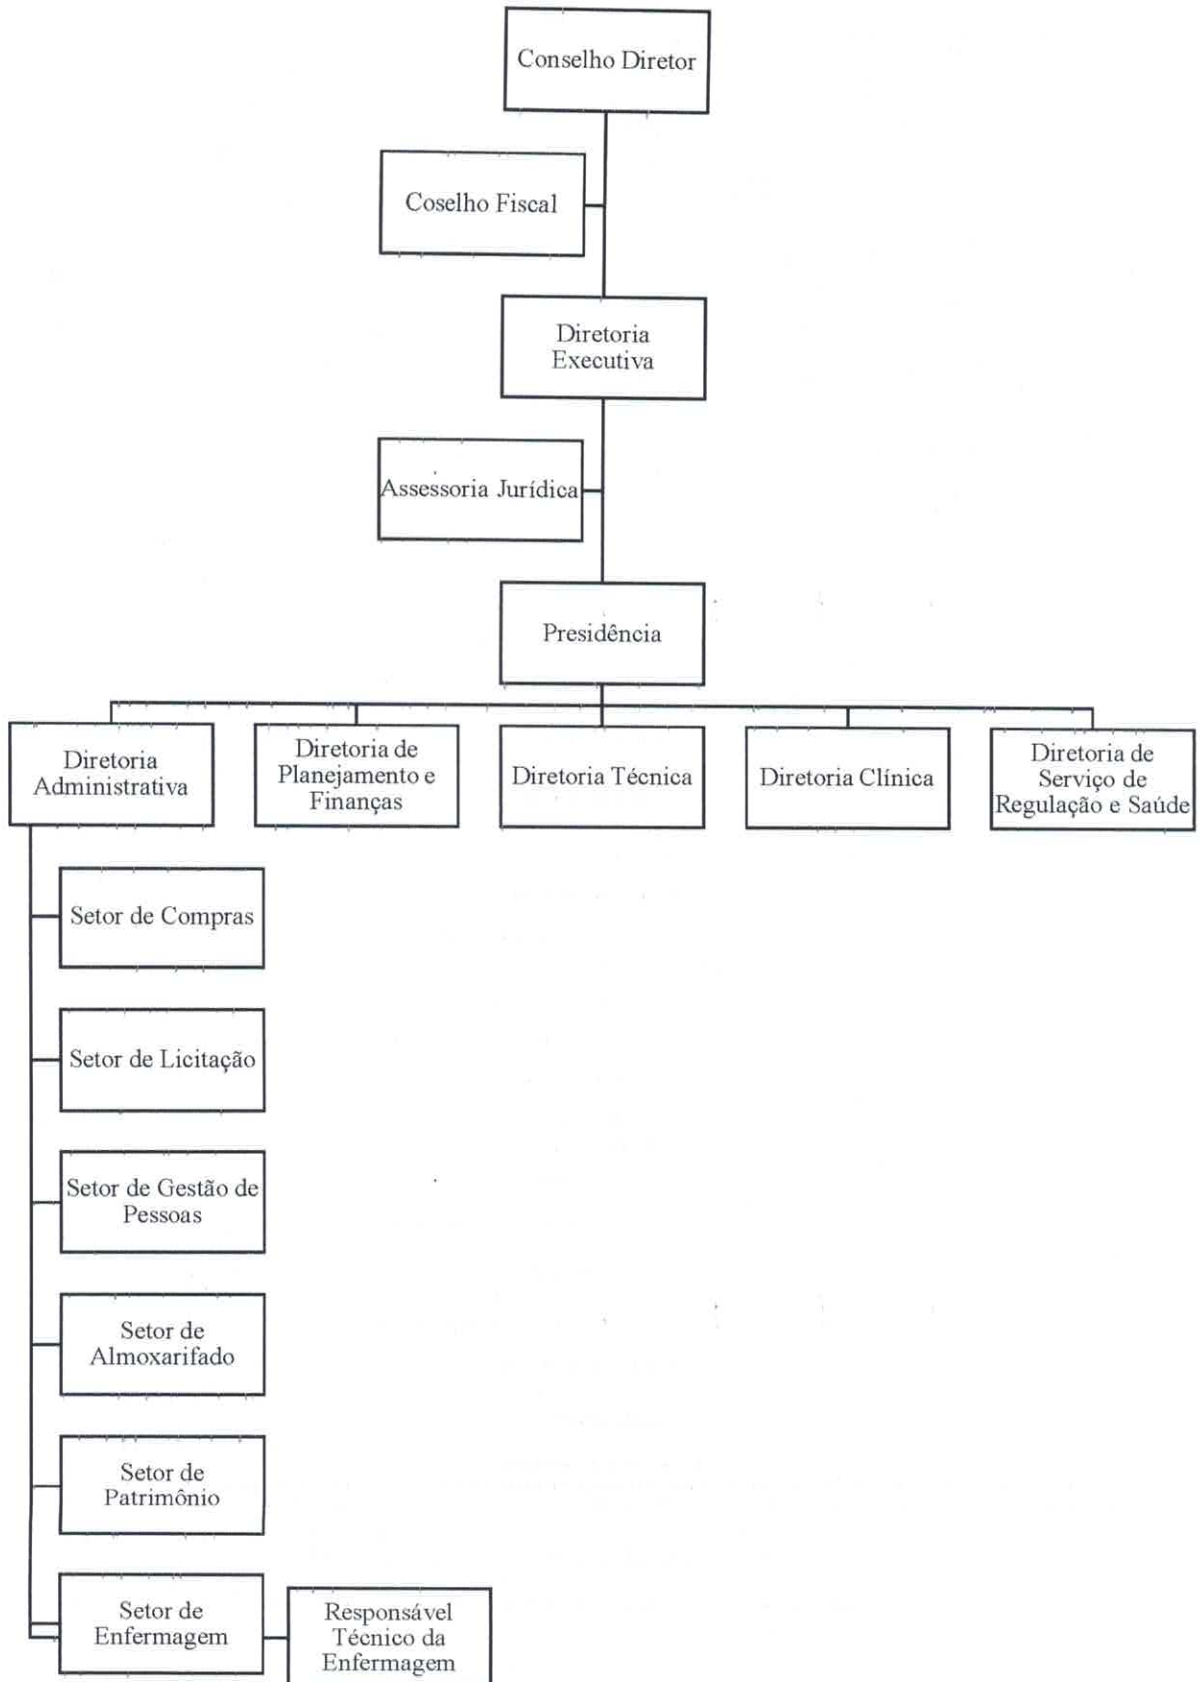 Conselho Diretor
Coselho Fiscal
Diretoria
Executiva
Assessoria Jurídica
Presidência
Diretoria
Administrativa
Diretoria de
Planejamento e
Finanças
Diretoria Técnica
Diretoria Clínica
Diretoria de
Serviço de
Regulação e Saúde
Setor de Compras
Setor de Licitação
Setor de Gestão de
Pessoas
Setor de
Almoxarifado
Setor de
Patrimônio
Setor de
Enfermagem
Responsável
Técnico da
Enfermagem